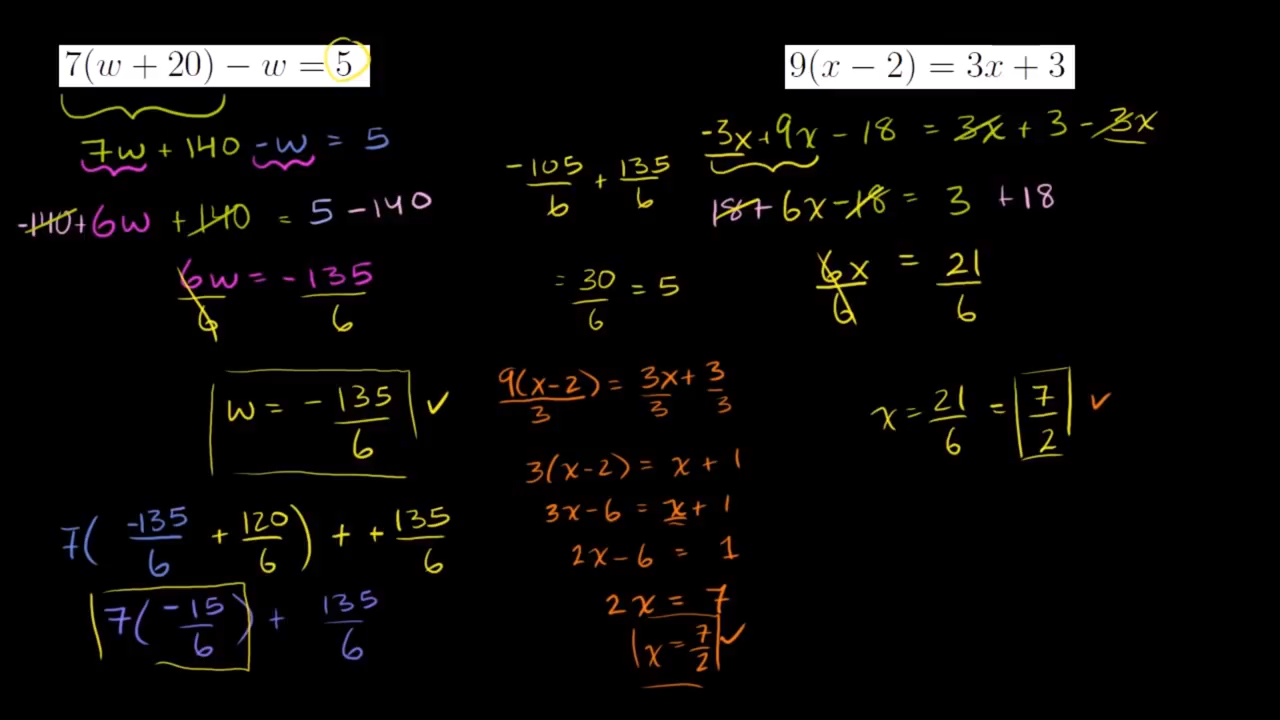 7(w + 20) − w = 5
7w + 140 - w = 5
-140 + 6w + 140 = 5 - 140
6w/6 = -135/6
w = -135/6 ✓
7(-135/6 + 120/6) + +135/6
7(-15/6) + 135/6
-105/6 + 135/6
= 30/6 = 5
9(x-2)/3 = 3x/3 + 3/3
3(x-2) = x + 1
3x - 6 = x + 1
2x - 6 = 1
2x = 7
x = 7/2 ✓
9(x − 2) = 3x + 3
-3x + 9x - 18 = 3x + 3 - 3x
18 + 6x - 18 = 3 + 18
6x/6 = 21/6
x = 21/6 = 7/2 ✓